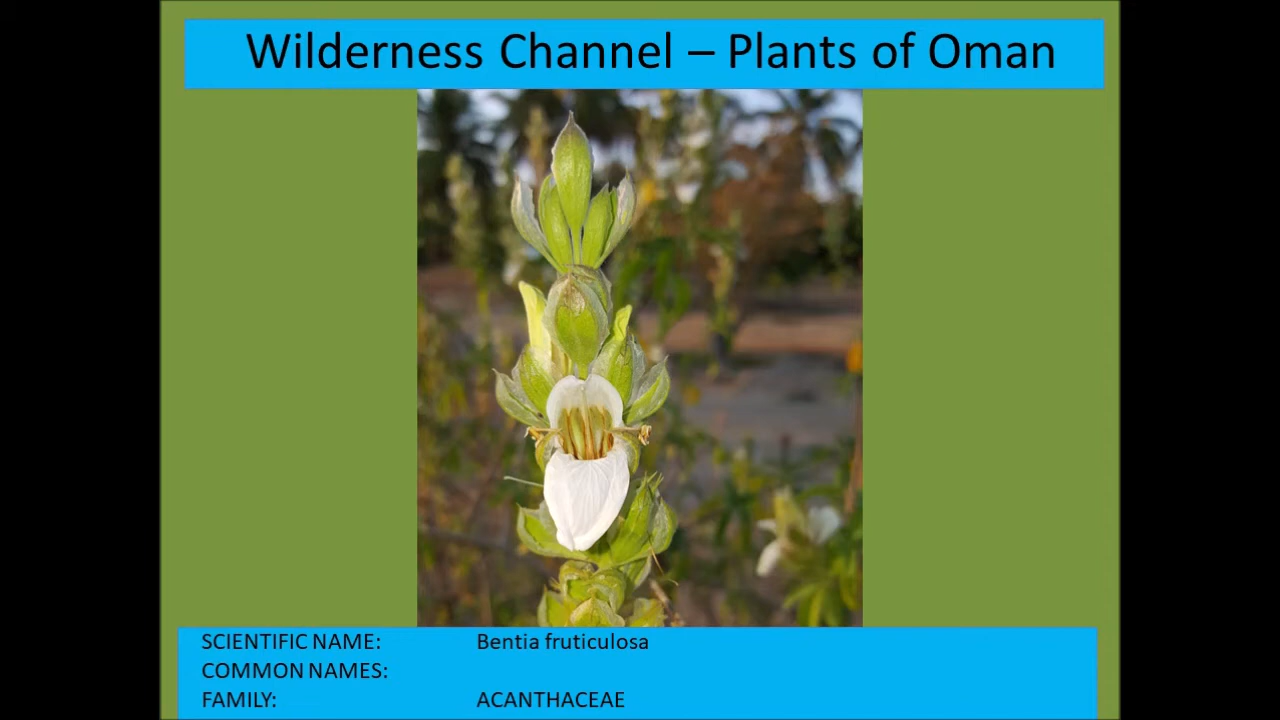 Wilderness Channel – Plants of Oman
SCIENTIFIC NAME: Bentia fruticulosa
COMMON NAMES:
FAMILY: ACANTHACEAE